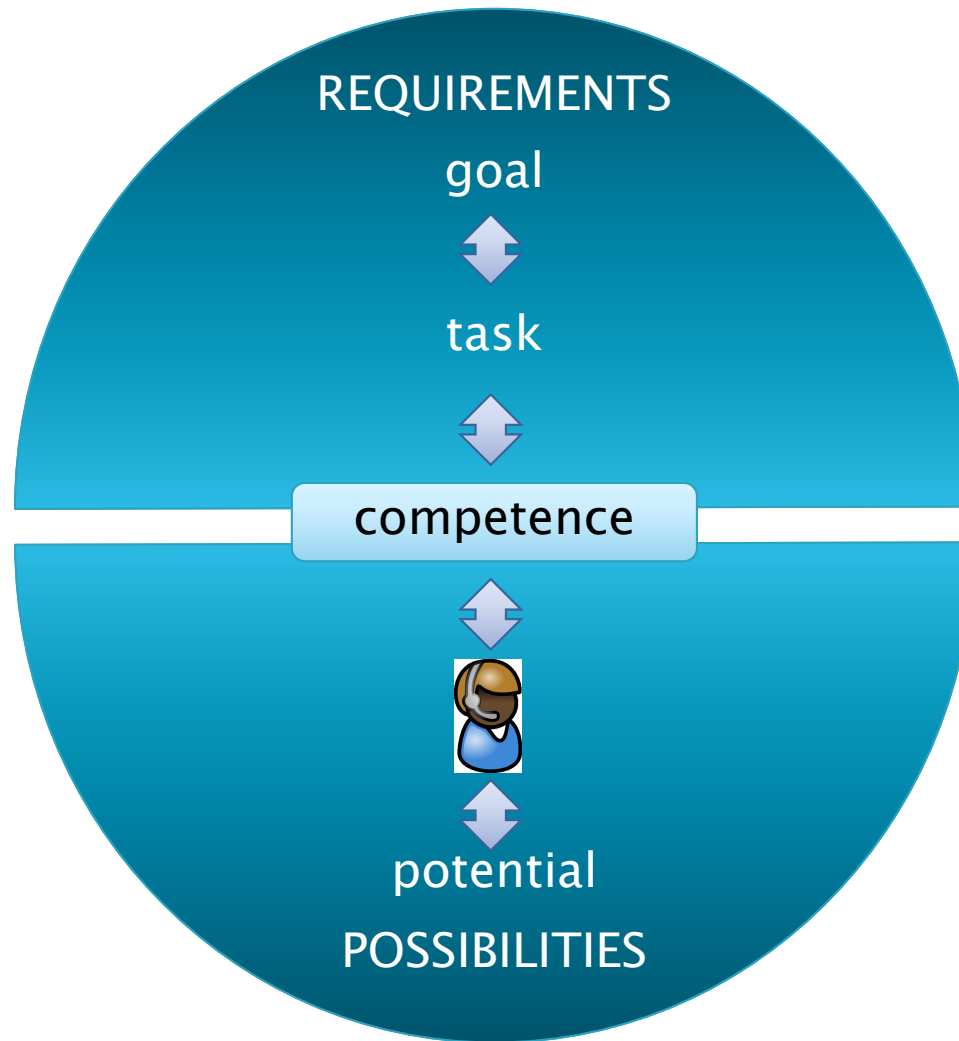 REQUIREMENTS
goal
task
competence
potential
POSSIBILITIES